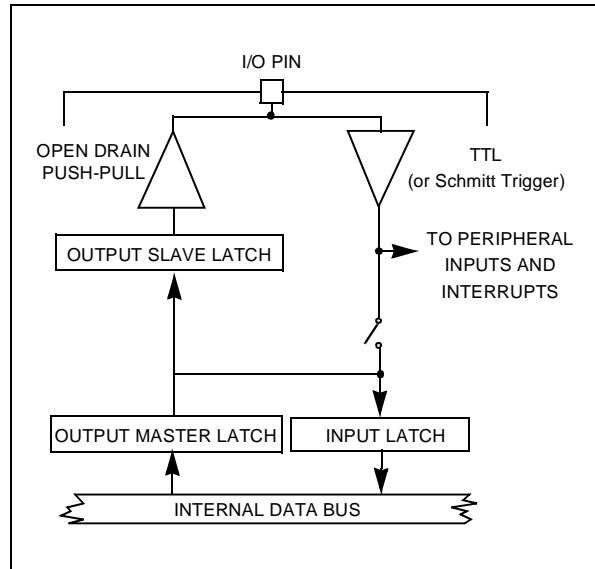 I/O PIN
OPEN DRAIN
PUSH-PULL
TTL
(or Schmitt Trigger)
OUTPUT SLAVE LATCH
TO PERIPHERAL
INPUTS AND
INTERRUPTS
OUTPUT MASTER LATCH
INPUT LATCH
INTERNAL DATA BUS